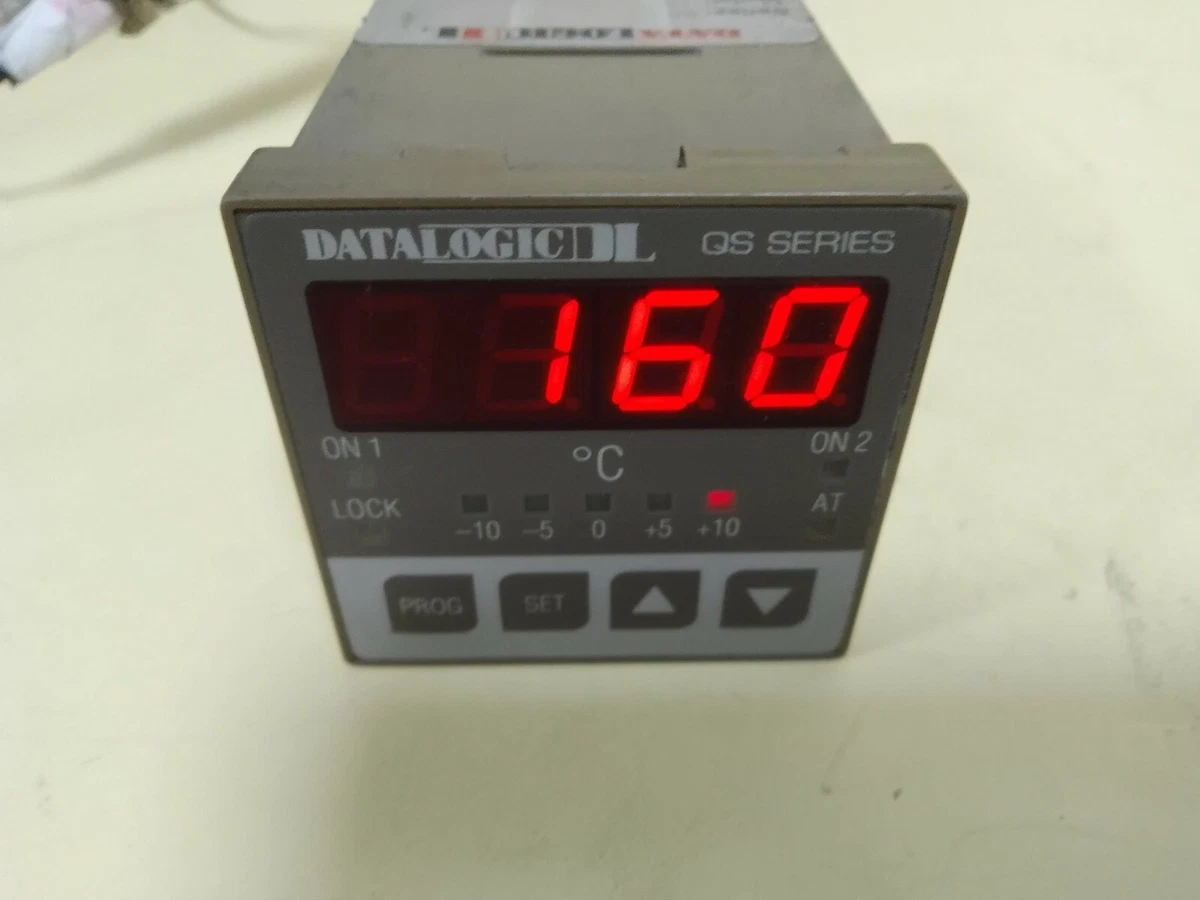 DATALOGIC DL QS SERIES
160
ON 1 °C ON 2
LOCK AT
-10 -5 0 +5 +10
PROG SET